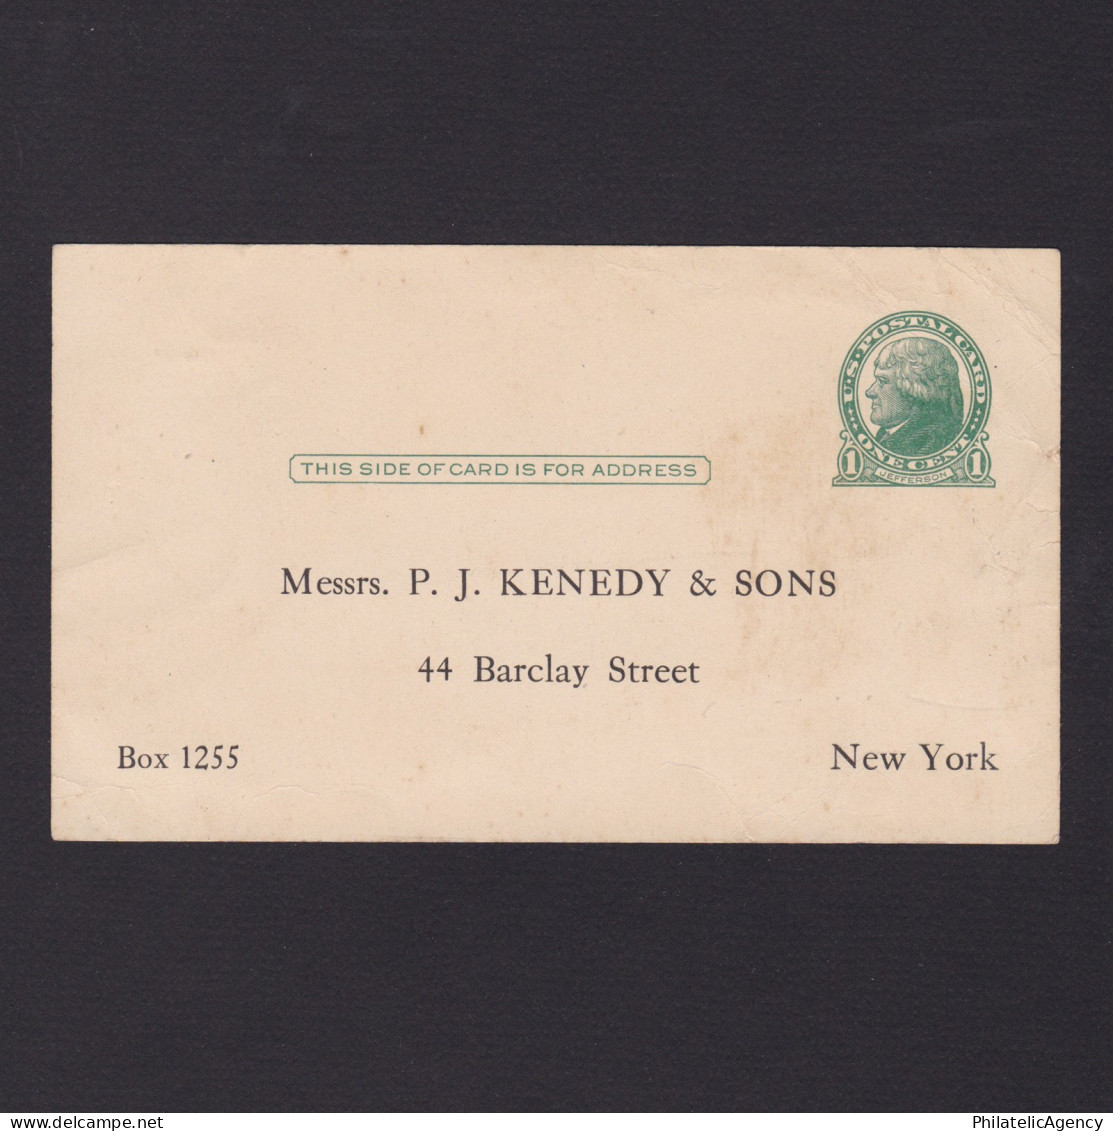 U.S. POSTAL CARD
ONE CENT
1 1
JEFFERSON
THIS SIDE OF CARD IS FOR ADDRESS
Messrs. P. J. KENEDY & SONS
44 Barclay Street
Box 1255 New York
delcampe.net
PhilatelicAgency